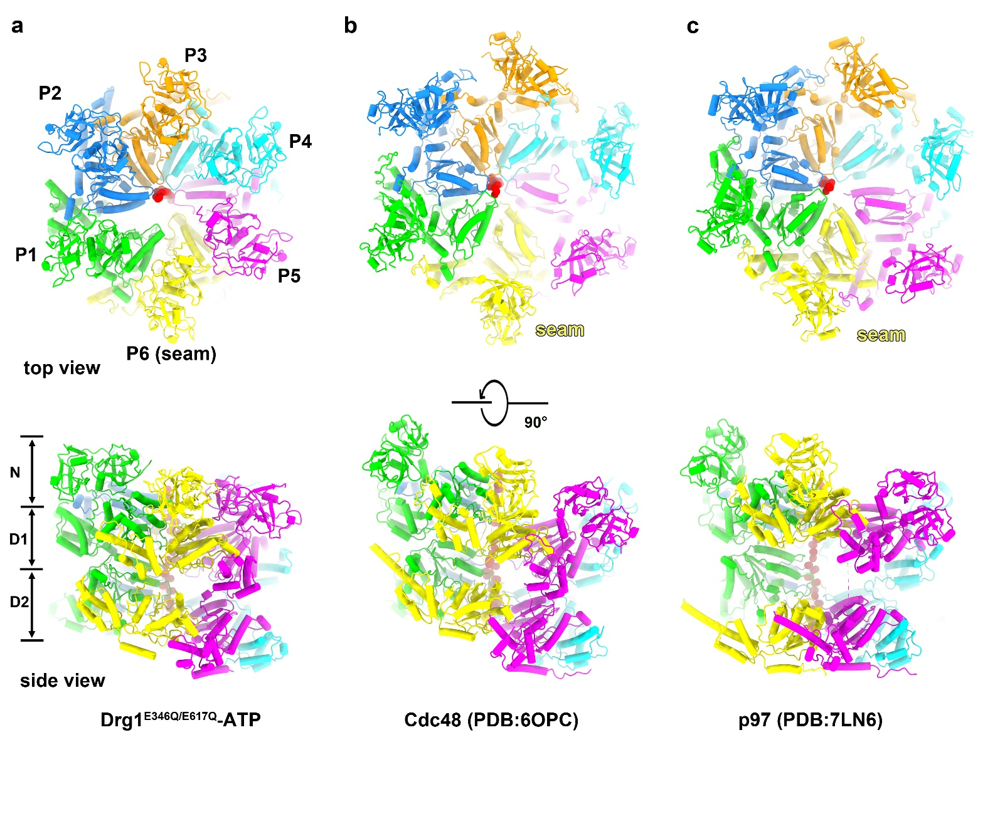 a
b
c
P3
P2
P4
P1
P5
P6 (seam)
seam
seam
top view
90°
N
D1
D2
side view
Drg1E346Q/E617Q-ATP
Cdc48 (PDB:6OPC)
p97 (PDB:7LN6)